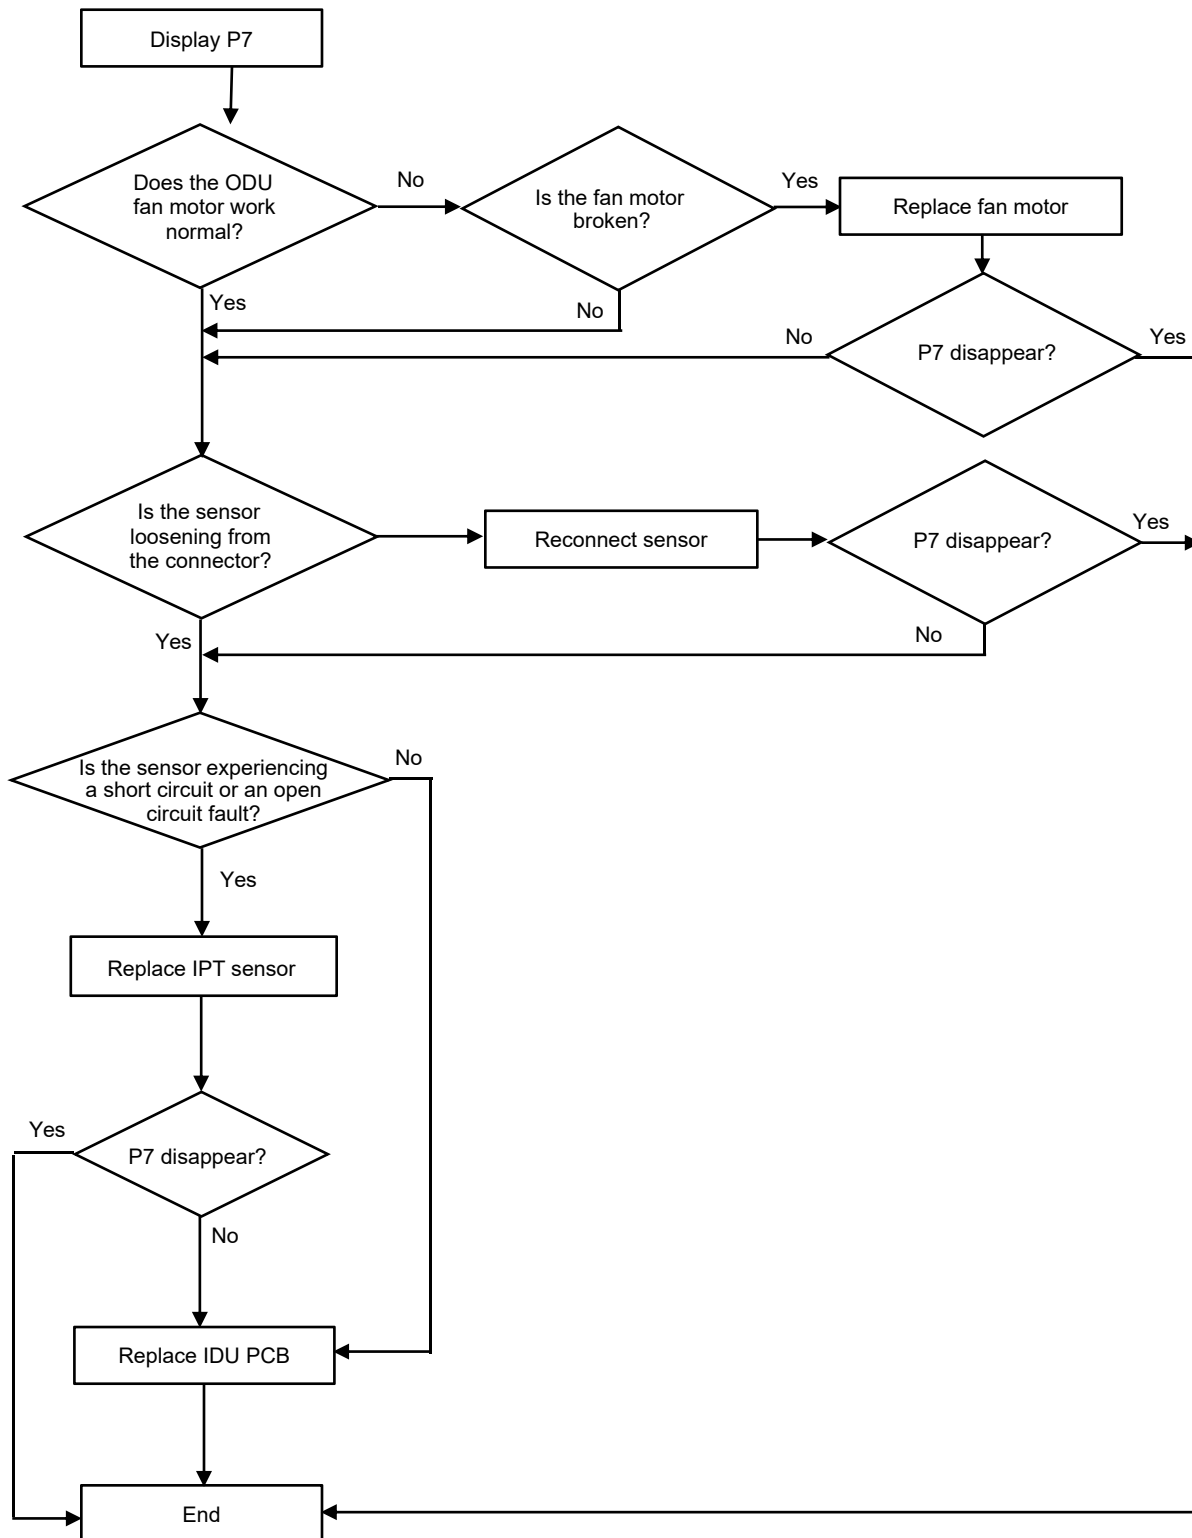 Display P7
Does the ODU
fan motor work
normal?
No
Is the fan motor
broken?
Yes
Replace fan motor
Yes
No
No
P7 disappear?
Yes
Is the sensor
loosening from
the connector?
Reconnect sensor
P7 disappear?
Yes
Yes
No
Is the sensor experiencing
a short circuit or an open
circuit fault?
No
Yes
Replace IPT sensor
Yes
P7 disappear?
No
Replace IDU PCB
End